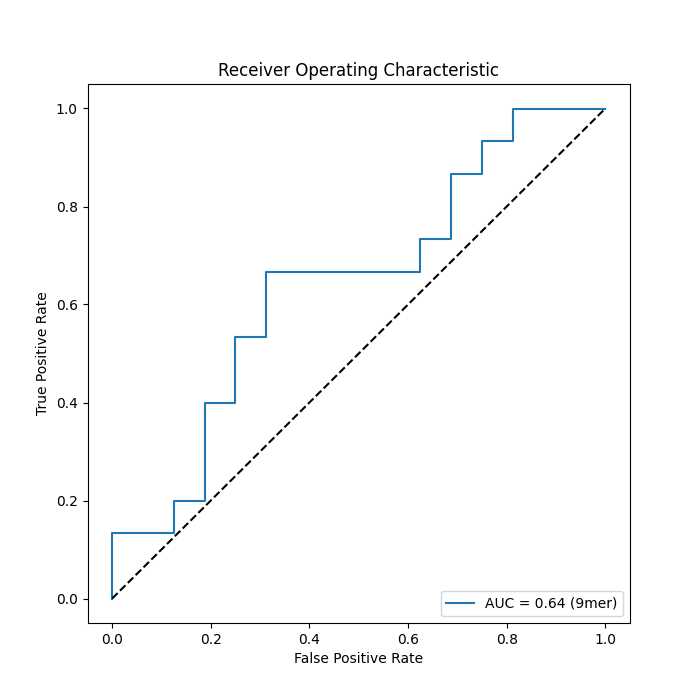 Receiver Operating Characteristic
True Positive Rate
1.0
0.8
0.6
0.4
0.2
0.0
AUC = 0.64 (9mer)
0.0 0.2 0.4 0.6 0.8 1.0
False Positive Rate